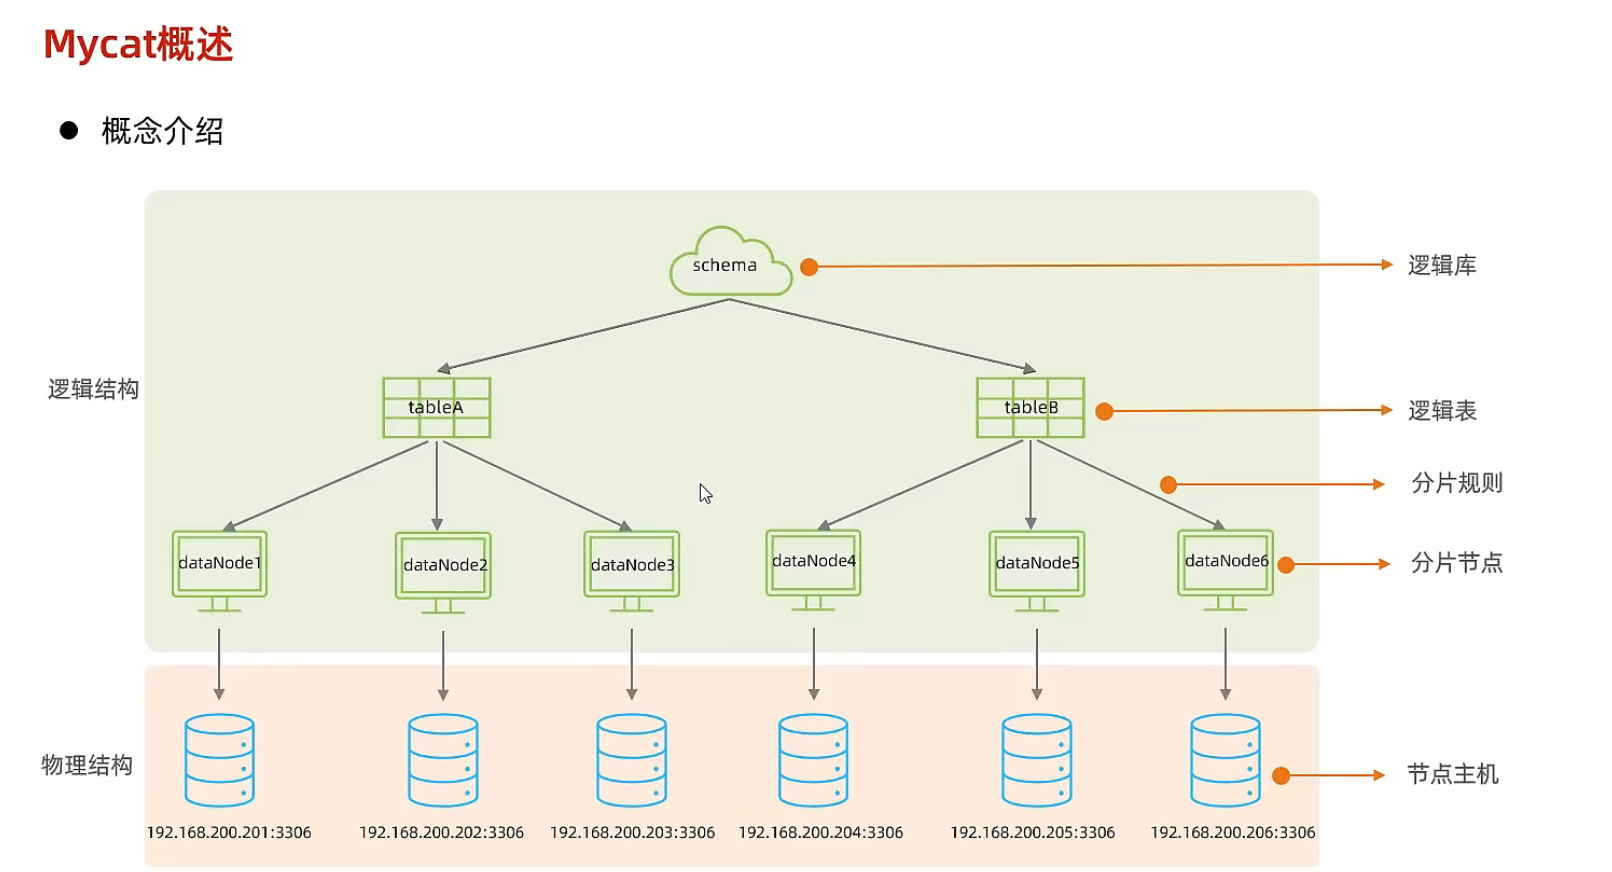 Mycat概述
● 概念介绍
schema
逻辑库
逻辑结构
tableA
tableB
逻辑表
分片规则
dataNode1
dataNode2
dataNode3
dataNode4
dataNode5
dataNode6
分片节点
物理结构
节点主机
192.168.200.201:3306
192.168.200.202:3306
192.168.200.203:3306
192.168.200.204:3306
192.168.200.205:3306
192.168.200.206:3306